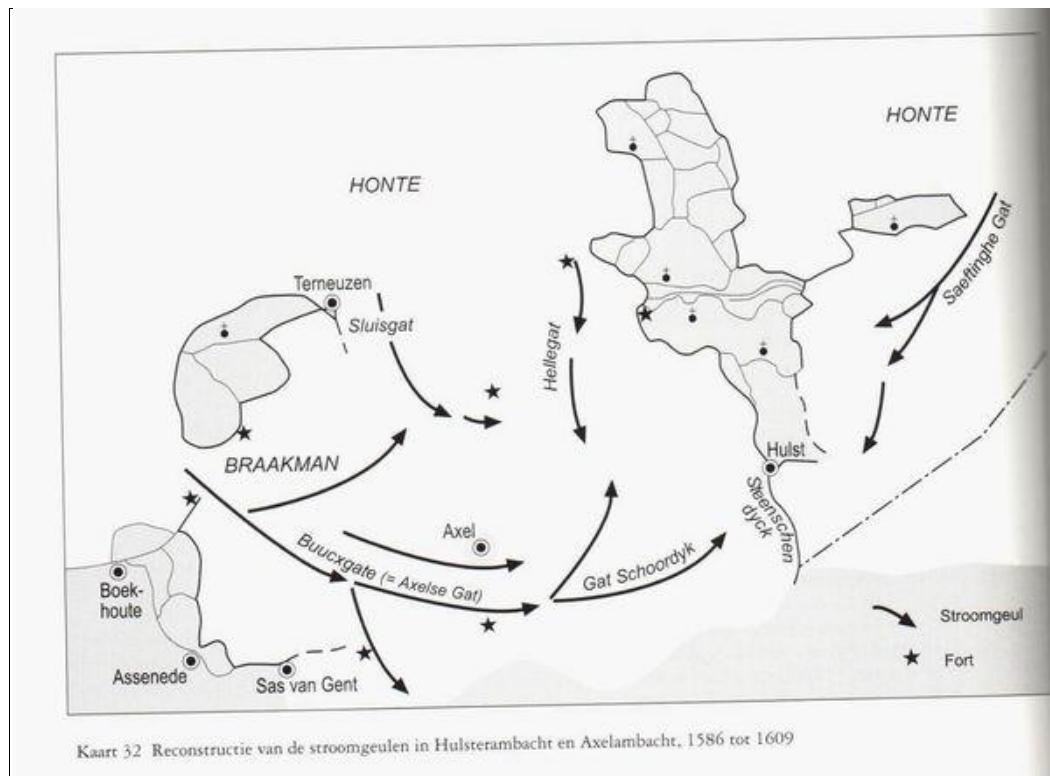 HONTE
HONTE
Saeftinghe Gat
Terneuzen
Sluisgat
Hellegat
BRAAKMAN
Hulst
Steenschen
dyck
Axel
Buucxgate (= Axelse Gat)
Gat Schoordyk
Boek-
houte
Assenede
Sas van Gent
Stroomgeul
Fort
Kaart 32 Reconstructie van de stroomgeulen in Hulsterambacht en Axelambacht, 1586 tot 1609